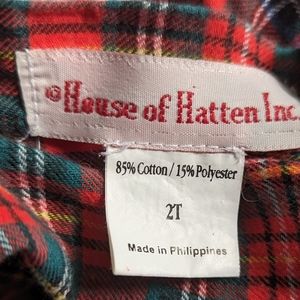 ©House of Hatten Inc.
85% Cotton / 15% Polyester
2T
Made in Philippines